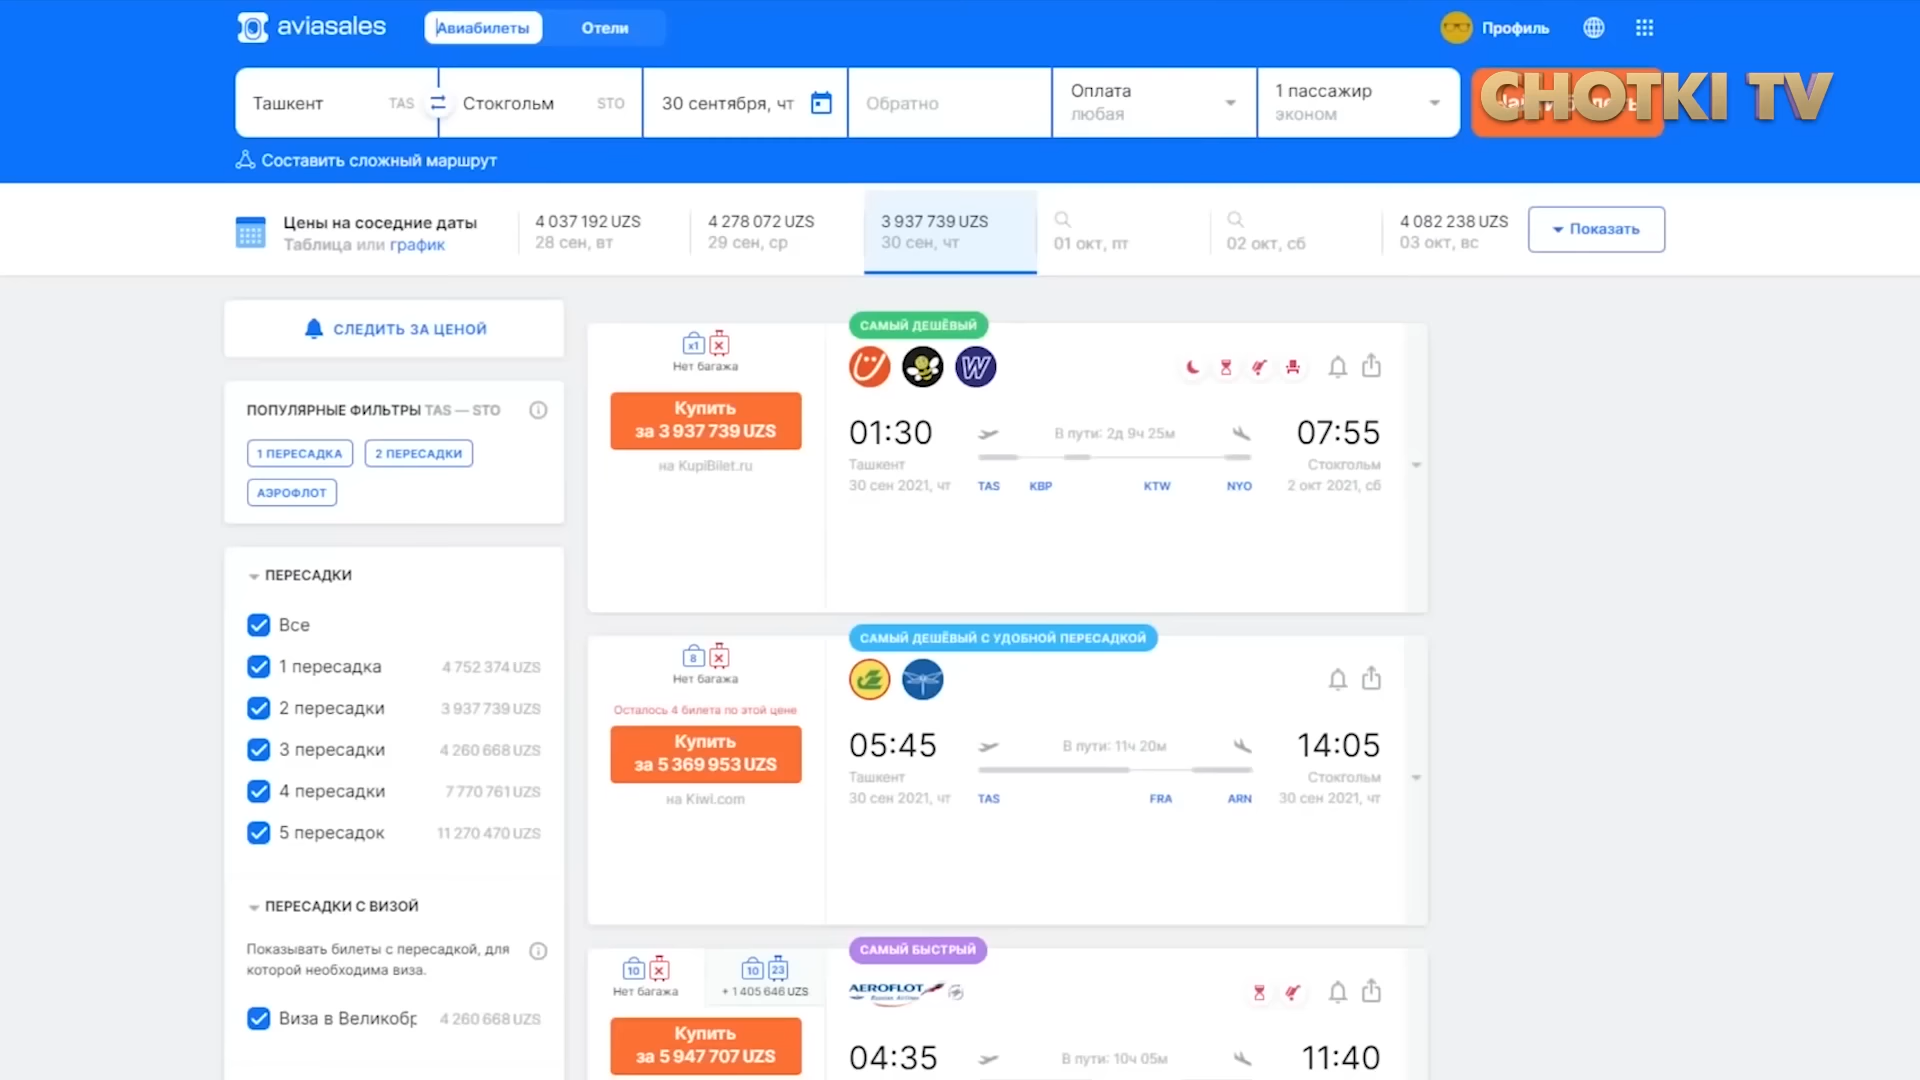 aviasales
Авиабилеты
Отели
Профиль
Ташкент TAS
Стокгольм STO
30 сентября, чт
Обратно
Оплата
любая
1 пассажир
эконом
CHOTKI TV
Составить сложный маршрут
Цены на соседние даты
Таблица или график
4 037 192 UZS
28 сен, вт
4 278 072 UZS
29 сен, ср
3 937 739 UZS
30 сен, чт
01 окт, пт
02 окт, сб
4 082 238 UZS
03 окт, вс
Показать
СЛЕДИТЬ ЗА ЦЕНОЙ
ПОПУЛЯРНЫЕ ФИЛЬТРЫ TAS — STO
1 ПЕРЕСАДКА
2 ПЕРЕСАДКИ
АЭРОФЛОТ
ПЕРЕСАДКИ
Все
1 пересадка 4 752 374 UZS
2 пересадки 3 937 739 UZS
3 пересадки 4 260 668 UZS
4 пересадки 7 770 761 UZS
5 пересадок 11 270 470 UZS
ПЕРЕСАДКИ С ВИЗОЙ
Показывать билеты с пересадкой, для
которой необходима виза.
Виза в Великобр 4 260 668 UZS
САМЫЙ ДЕШЁВЫЙ
x1
Нет багажа
Купить
за 3 937 739 UZS
на KupiBilet.ru
W
01:30 В пути: 2д 9ч 25м 07:55
Ташкент Стокгольм
30 сен 2021, чт TAS KBP KTW NYO 2 окт 2021, сб
САМЫЙ ДЕШЁВЫЙ С УДОБНОЙ ПЕРЕСАДКОЙ
8
Нет багажа
Осталось 4 билета по этой цене
Купить
за 5 369 953 UZS
на Kiwi.com
05:45 В пути: 11ч 20м 14:05
Ташкент Стокгольм
30 сен 2021, чт TAS FRA ARN 30 сен 2021, чт
САМЫЙ БЫСТРЫЙ
10
Нет багажа
10 23
+ 1 405 646 UZS
Купить
за 5 947 707 UZS
AEROFLOT
Russian Airlines
04:35 В пути: 10ч 05м 11:40